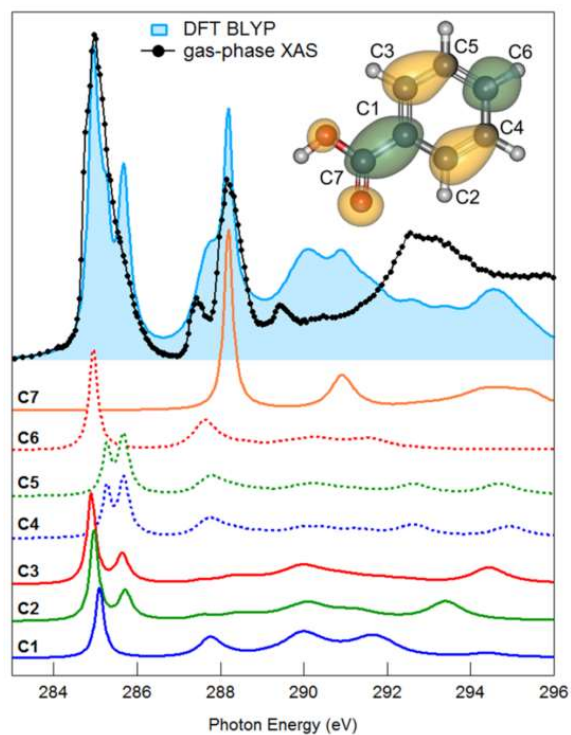 DFT BLYP
gas-phase XAS
C3
C5
C6
C1
C4
C7
C2
C7
C6
C5
C4
C3
C2
C1
284 286 288 290 292 294 296
Photon Energy (eV)